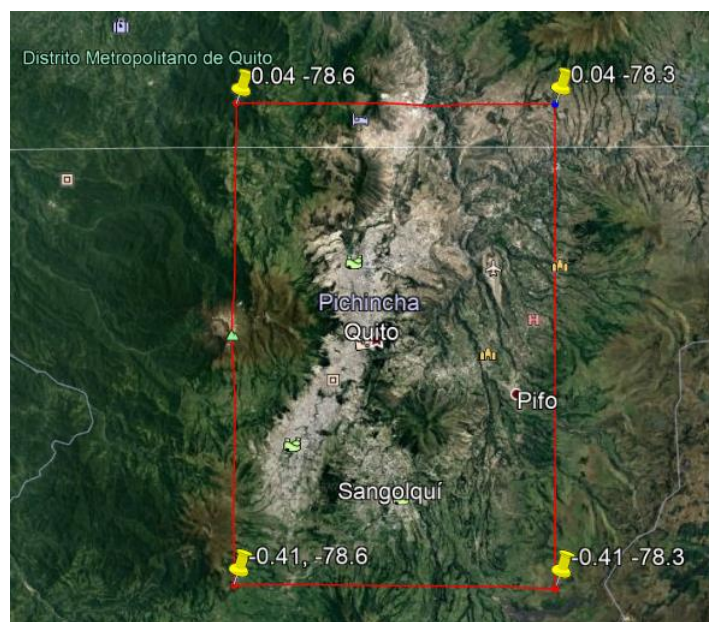 Distrito Metropolitano de Quito
0.04 -78.6
0.04 -78.3
Pichincha
Quito
Pifo
Sangolquí
-0.41, -78.6
-0.41 -78.3